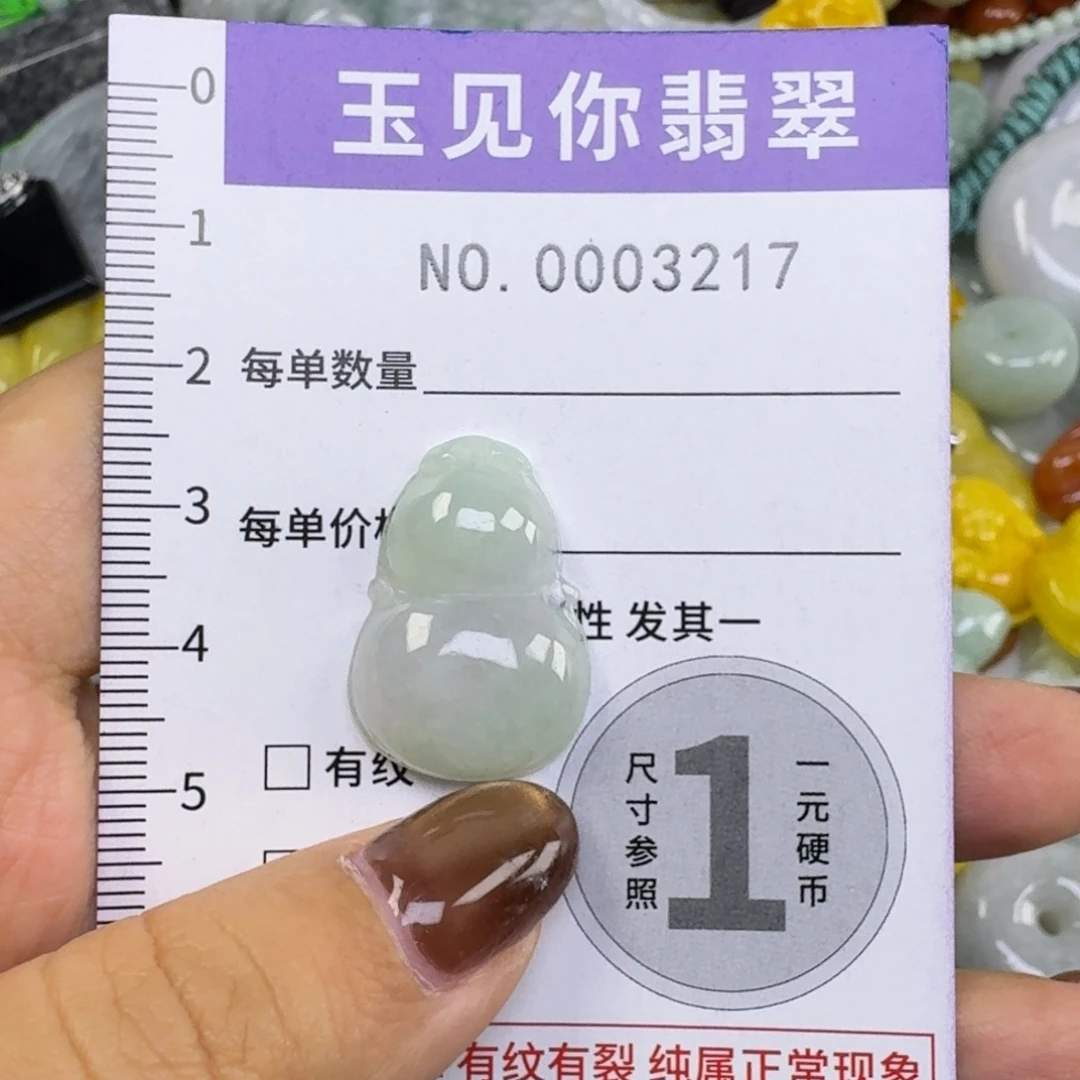 玉见你翡翠
NO. 0003217
0
1
2
3
4
5
每单数量
每单价
性 发其一
有纹
尺寸参照
1
一元硬币
有纹有裂 纯属正常现象